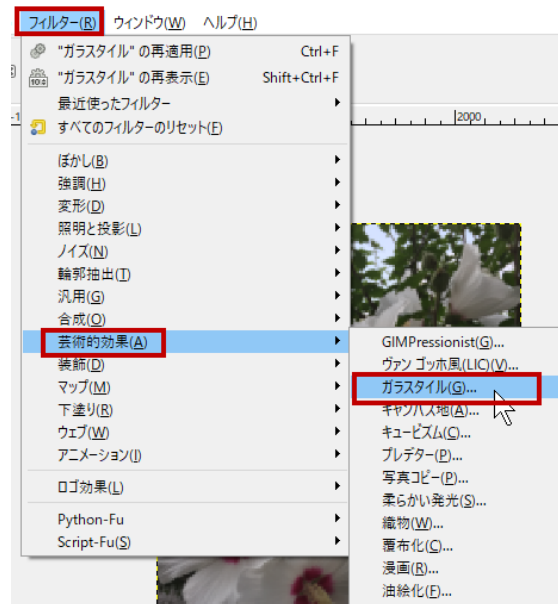 フィルター(R) ウィンドウ(W) ヘルプ(H)
"ガラスタイル" の再適用(P) Ctrl+F
"ガラスタイル" の再表示(E) Shift+Ctrl+F
最近使ったフィルター
すべてのフィルターのリセット(F)
2000
ぼかし(B)
強調(H)
変形(D)
照明と投影(L)
ノイズ(N)
輪郭抽出(T)
汎用(G)
合成(O)
芸術的効果(A)
装飾(D)
マップ(M)
下塗り(R)
ウェブ(W)
アニメーション(I)
ロゴ効果(L)
Python-Fu
Script-Fu(S)
GIMPressionist(G)...
ヴァン ゴッホ風(LIC)(V)...
ガラスタイル(G)...
キャンバス地(A)...
キュービズム(C)...
プレデター(P)...
写真コピー(P)...
柔らかい発光(S)...
織物(W)...
覆布化(C)...
漫画(R)...
油絵化(F)...